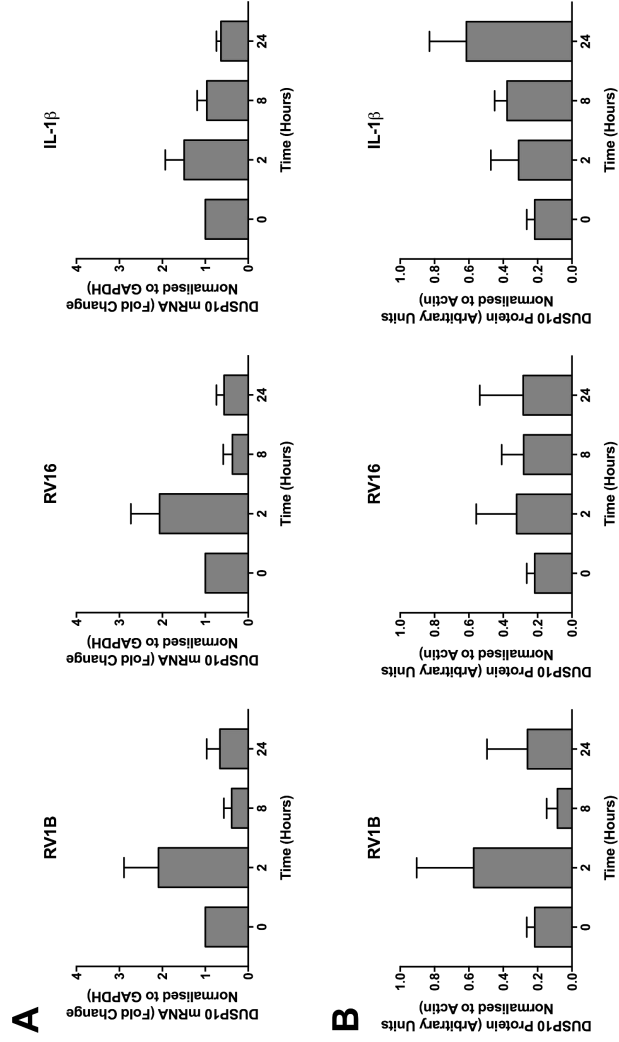 A
RV1B
DUSP10 mRNA (Fold Change
Normalised to GAPDH)
4
3
2
1
0
0 2 8 24
Time (Hours)
RV16
DUSP10 mRNA (Fold Change
Normalised to GAPDH)
4
3
2
1
0
0 2 8 24
Time (Hours)
IL-1β
DUSP10 mRNA (Fold Change
Normalised to GAPDH)
4
3
2
1
0
0 2 8 24
Time (Hours)
B
RV1B
DUSP10 Protein (Arbitrary Units
Normalised to Actin)
1.0
0.8
0.6
0.4
0.2
0.0
0 2 8 24
Time (Hours)
RV16
DUSP10 Protein (Arbitrary Units
Normalised to Actin)
1.0
0.8
0.6
0.4
0.2
0.0
0 2 8 24
Time (Hours)
IL-1β
DUSP10 Protein (Arbitrary Units
Normalised to Actin)
1.0
0.8
0.6
0.4
0.2
0.0
0 2 8 24
Time (Hours)